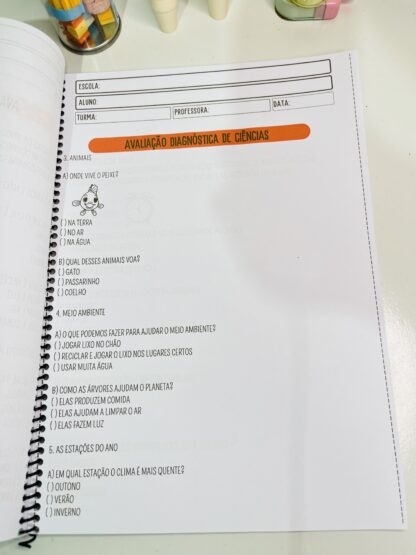 ESCOLA:
ALUNO
TURMA: PROFESSORA: DATA:
AVALIAÇÃO DIAGNÓSTICA DE CIÊNCIAS
3. ANIMAIS
A) ONDE VIVE O PEIXE?
( ) NA TERRA
( ) NO AR
( ) NA ÁGUA
B) QUAL DESSES ANIMAIS VOA?
( ) GATO
( ) PASSARINHO
( ) COELHO
4. MEIO AMBIENTE
A) O QUE PODEMOS FAZER PARA AJUDAR O MEIO AMBIENTE?
( ) JOGAR LIXO NO CHÃO
( ) RECICLAR E JOGAR O LIXO NOS LUGARES CERTOS
( ) USAR MUITA ÁGUA
B) COMO AS ÁRVORES AJUDAM O PLANETA?
( ) ELAS PRODUZEM COMIDA
( ) ELAS AJUDAM A LIMPAR O AR
( ) ELAS FAZEM LUZ
5. AS ESTAÇÕES DO ANO
A) EM QUAL ESTAÇÃO O CLIMA É MAIS QUENTE?
( ) OUTONO
( ) VERÃO
( ) INVERNO